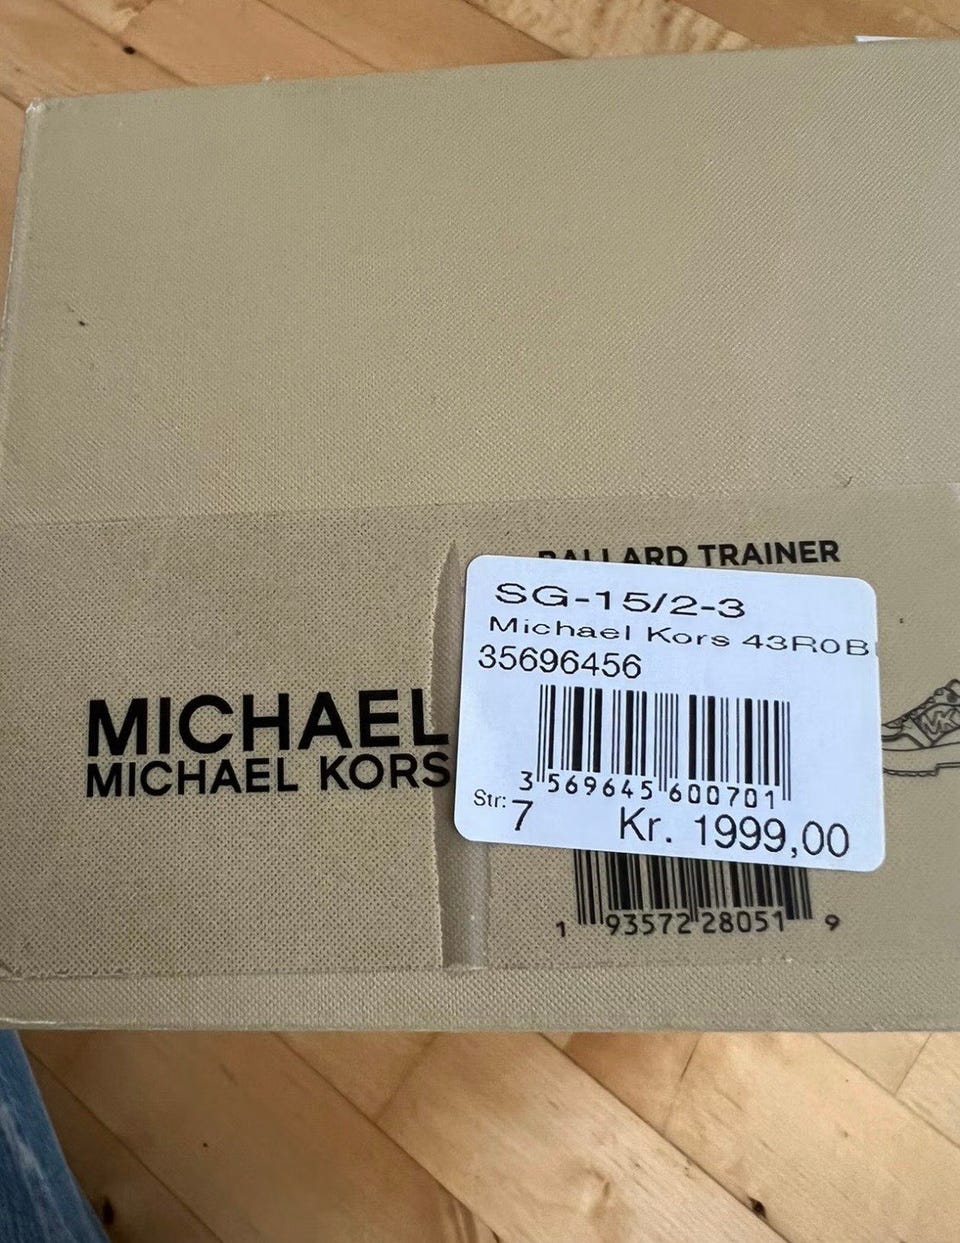 BALLARD TRAINER
SG-15/2-3
Michael Kors 43R0B
35696456
MICHAEL
MICHAEL KORS
3 569645 600701
Str: 7 Kr. 1999,00
1 93572 28051 9
MK